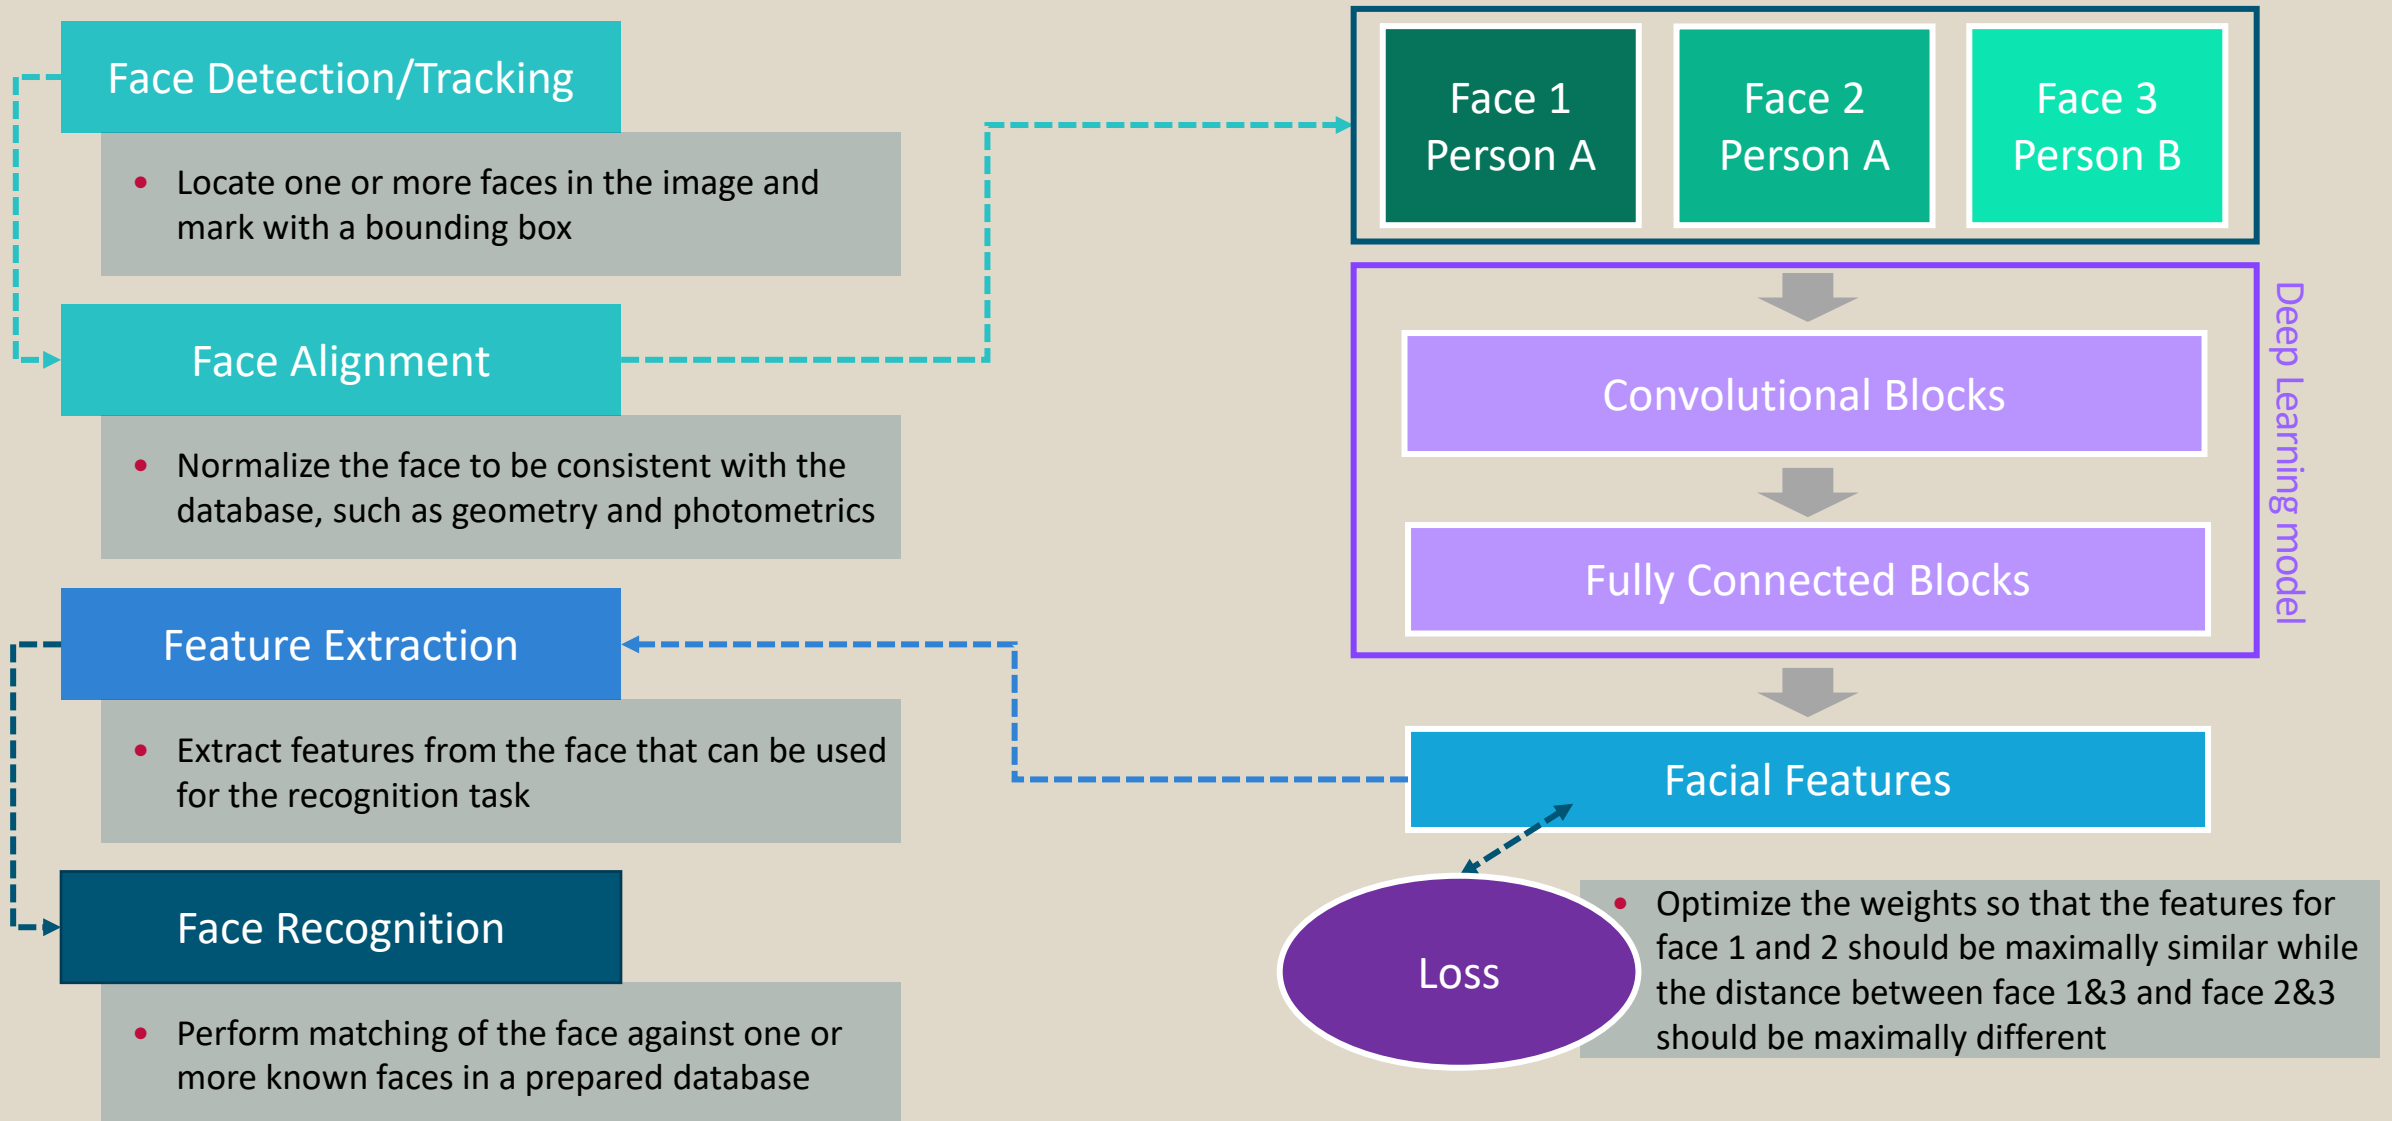 Face Detection/Tracking
• Locate one or more faces in the image and
mark with a bounding box
Face Alignment
• Normalize the face to be consistent with the
database, such as geometry and photometrics
Feature Extraction
• Extract features from the face that can be used
for the recognition task
Face Recognition
• Perform matching of the face against one or
more known faces in a prepared database
Face 1
Person A
Face 2
Person A
Face 3
Person B
Deep Learning model
Convolutional Blocks
Fully Connected Blocks
Facial Features
Loss
• Optimize the weights so that the features for
face 1 and 2 should be maximally similar while
the distance between face 1&3 and face 2&3
should be maximally different